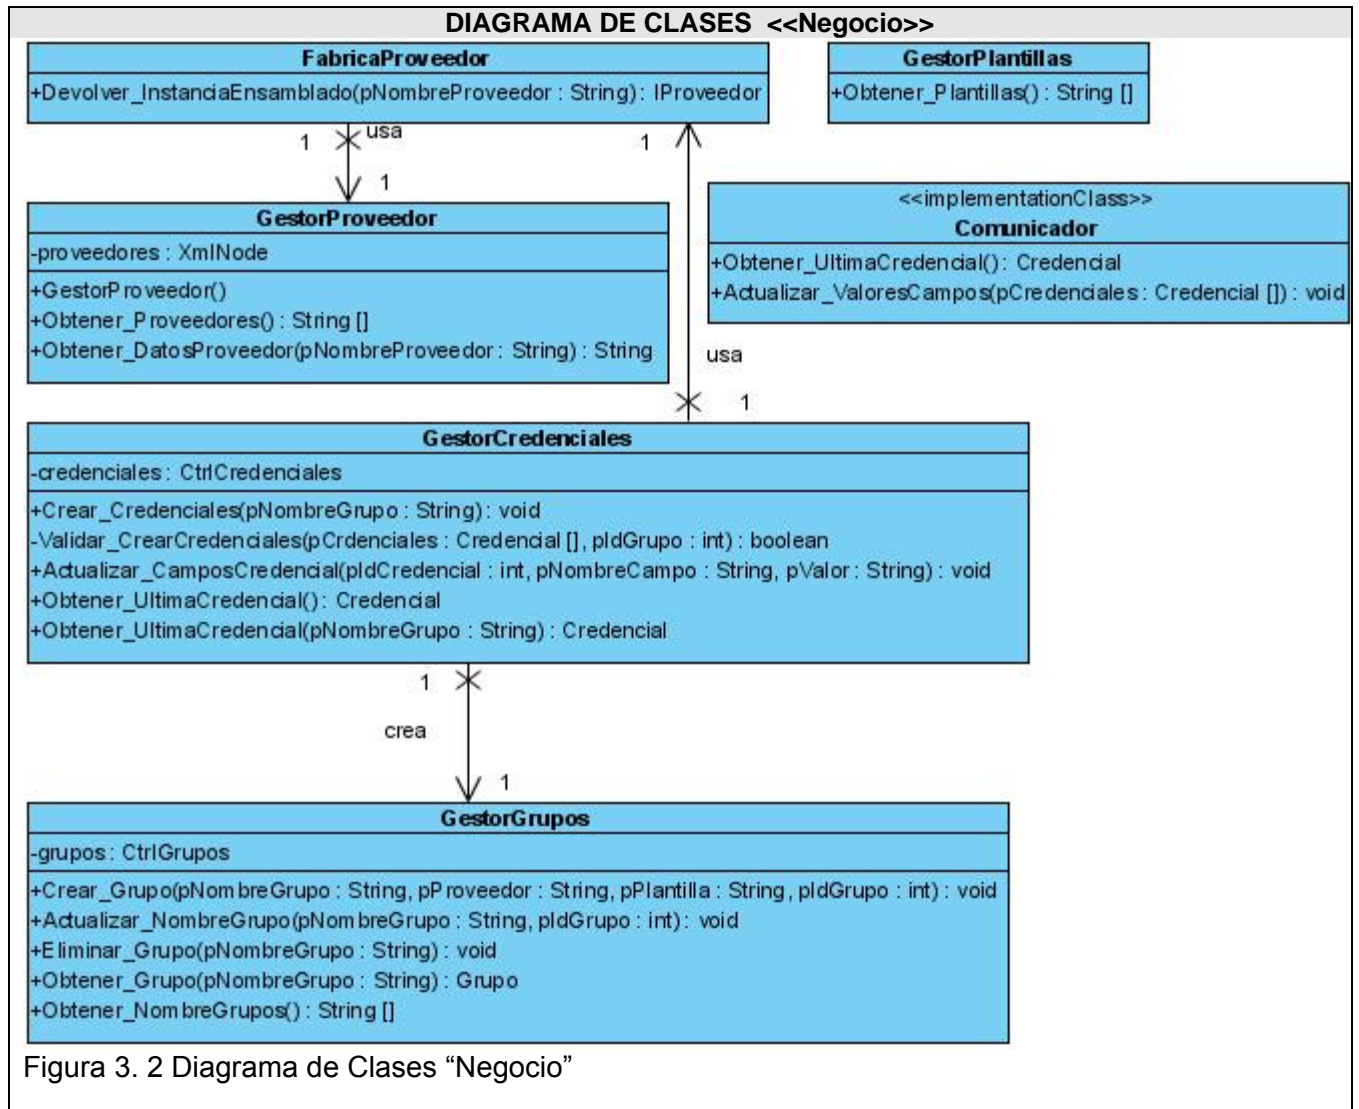 DIAGRAMA DE CLASES <<Negocio>>
FabricaProveedor
+Devolver_InstanciaEnsamblado(pNombreProveedor : String) : IProveedor
GestorPlantillas
+Obtener_Plantillas() : String []
usa
1
1
1
GestorProveedor
-proveedores : XmlNode
+GestorProveedor()
+Obtener_Proveedores() : String []
+Obtener_DatosProveedor(pNombreProveedor : String) : String
<<implementationClass>>
Comunicador
+Obtener_UltimaCredencial() : Credencial
+Actualizar_ValoresCampos(pCredenciales : Credencial []) : void
usa
1
GestorCredenciales
-credenciales : CtrlCredenciales
+Crear_Credenciales(pNombreGrupo : String) : void
-Validar_CrearCredenciales(pCrdenciales : Credencial [], pIdGrupo : int) : boolean
+Actualizar_CamposCredencial(pIdCredencial : int, pNombreCampo : String, pValor : String) : void
+Obtener_UltimaCredencial() : Credencial
+Obtener_UltimaCredencial(pNombreGrupo : String) : Credencial
1
crea
1
GestorGrupos
-grupos : CtrlGrupos
+Crear_Grupo(pNombreGrupo : String, pProveedor : String, pPlantilla : String, pIdGrupo : int) : void
+Actualizar_NombreGrupo(pNombreGrupo : String, pIdGrupo : int) : void
+Eliminar_Grupo(pNombreGrupo : String) : void
+Obtener_Grupo(pNombreGrupo : String) : Grupo
+Obtener_NombreGrupos() : String []
Figura 3. 2 Diagrama de Clases “Negocio”